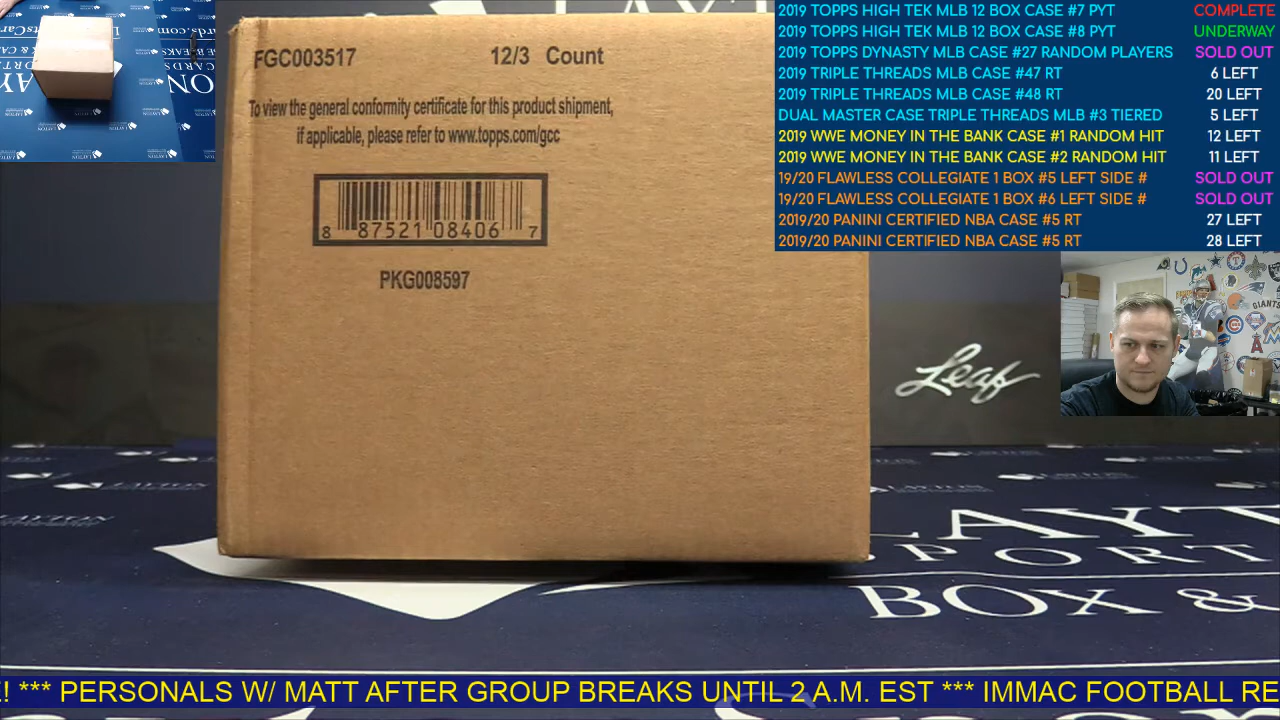 FGC003517 12/3 Count
To view the general conformity certificate for this product shipment,
if applicable, please refer to www.topps.com/gcc
8 87521 08406 7
PKG008597
2019 TOPPS HIGH TEK MLB 12 BOX CASE #7 PYT COMPLETE
2019 TOPPS HIGH TEK MLB 12 BOX CASE #8 PYT UNDERWAY
2019 TOPPS DYNASTY MLB CASE #27 RANDOM PLAYERS SOLD OUT
2019 TRIPLE THREADS MLB CASE #47 RT 6 LEFT
2019 TRIPLE THREADS MLB CASE #48 RT 20 LEFT
DUAL MASTER CASE TRIPLE THREADS MLB #3 TIERED 5 LEFT
2019 WWE MONEY IN THE BANK CASE #1 RANDOM HIT 12 LEFT
2019 WWE MONEY IN THE BANK CASE #2 RANDOM HIT 11 LEFT
19/20 FLAWLESS COLLEGIATE 1 BOX #5 LEFT SIDE # SOLD OUT
19/20 FLAWLESS COLLEGIATE 1 BOX #6 LEFT SIDE # SOLD OUT
2019/20 PANINI CERTIFIED NBA CASE #5 RT 27 LEFT
2019/20 PANINI CERTIFIED NBA CASE #5 RT 28 LEFT
GIANTS
Leaf
LAYT
PORT
BOX &
E! *** PERSONALS W/ MATT AFTER GROUP BREAKS UNTIL 2 A.M. EST *** IMMAC FOOTBALL RE